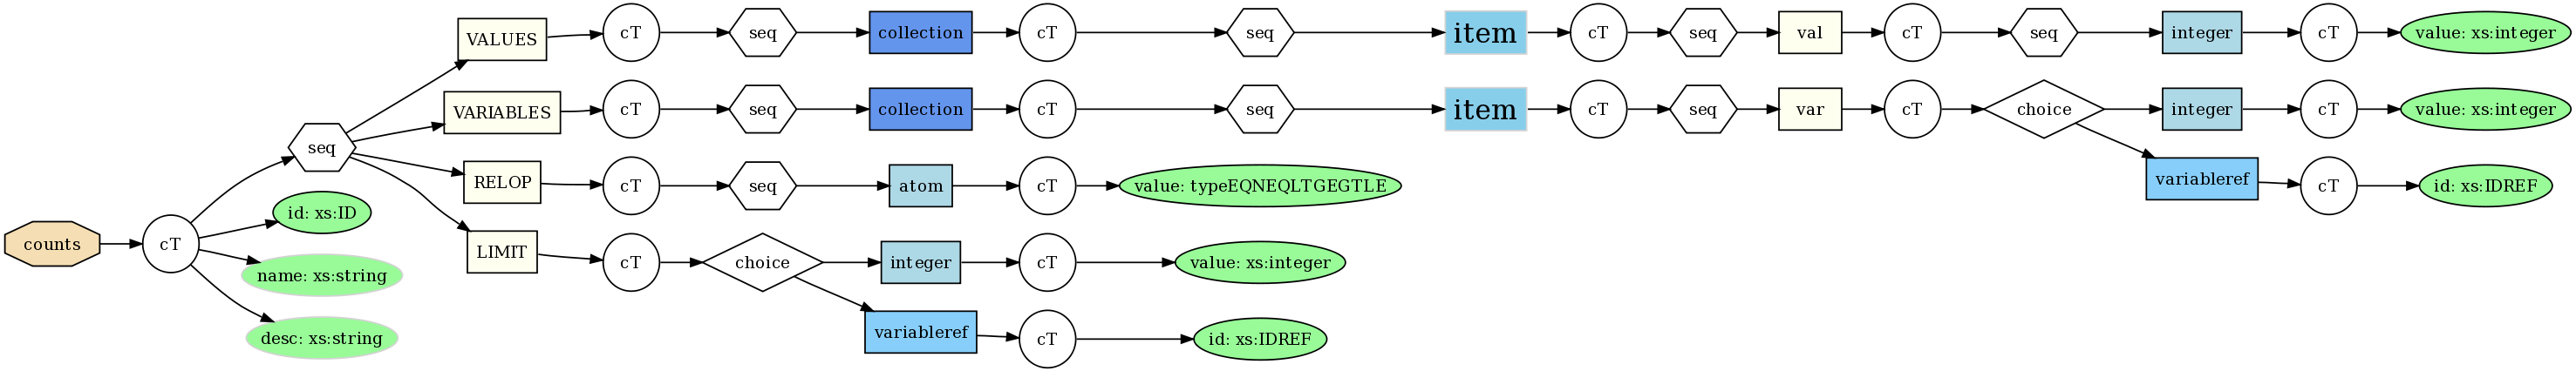 VALUES cT seq collection cT seq item cT seq val cT seq integer cT value: xs:integer
VARIABLES cT seq collection cT seq item cT seq var cT choice integer cT value: xs:integer
seq
RELOP cT seq atom cT value: typeEQNEQLTGEGTLE
variableref cT id: xs:IDREF
id: xs:ID
counts cT
LIMIT cT choice integer cT value: xs:integer
name: xs:string
variableref cT id: xs:IDREF
desc: xs:string